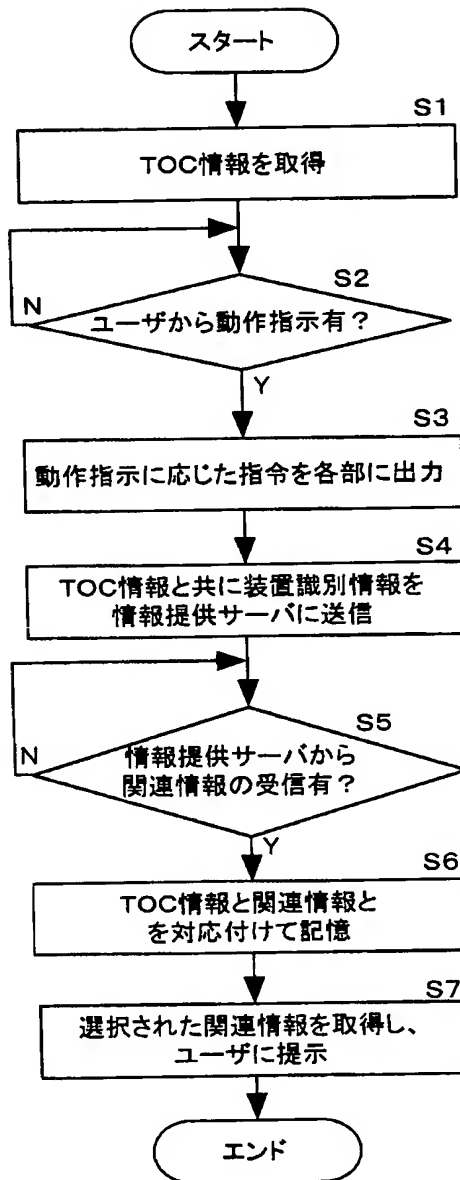 スタート
S1
TOC情報を取得
S2
N
ユーザから動作指示有？
Y
S3
動作指示に応じた指令を各部に出力
S4
TOC情報と共に装置識別情報を
情報提供サーバに送信
S5
N
情報提供サーバから
関連情報の受信有？
Y
S6
TOC情報と関連情報と
を対応付けて記憶
S7
選択された関連情報を取得し、
ユーザに提示
エンド